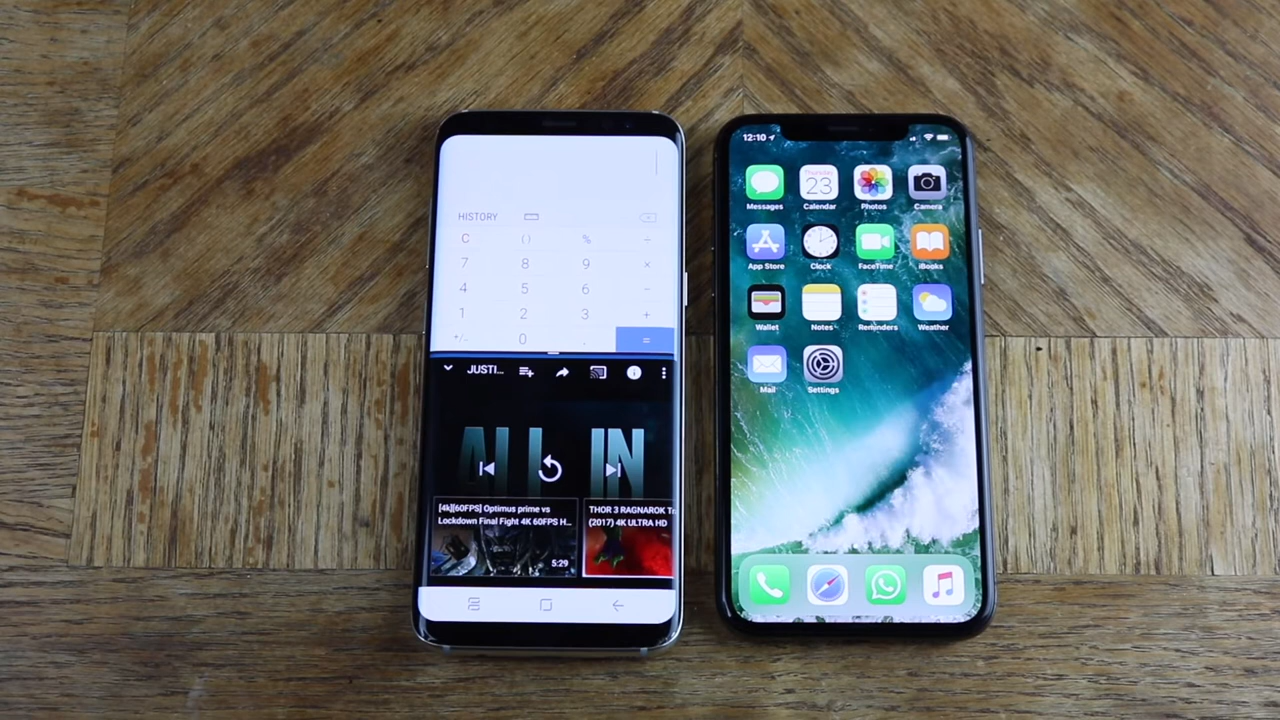 HISTORY
C () % ÷
7 8 9 ×
4 5 6 −
1 2 3 +
+/− 0 . =
JUSTI...
ALL IN
[4k][60FPS] Optimus prime vs
Lockdown Final Fight 4K 60FPS H...
5:29
THOR 3 RAGNAROK Tr
(2017) 4K ULTRA HD
12:10
Thursday
23
Messages Calendar Photos Camera
App Store Clock FaceTime iBooks
Wallet Notes Reminders Weather
Mail Settings